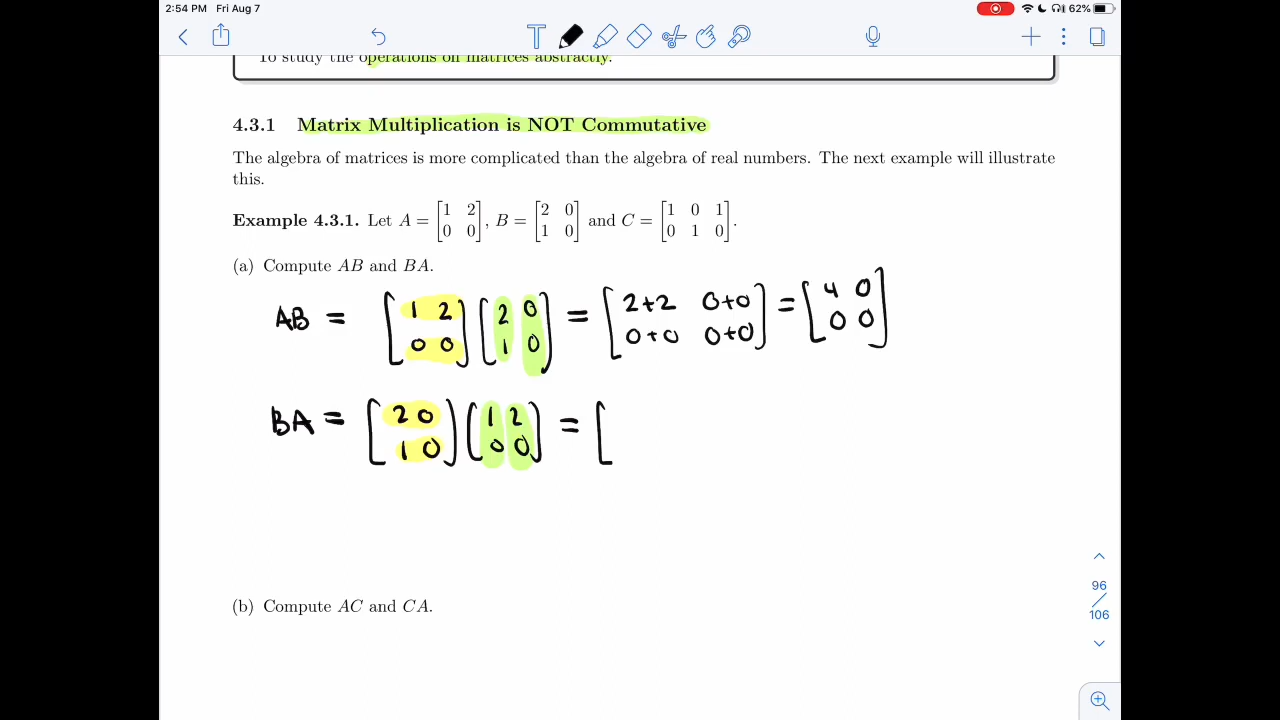 2:54 PM Fri Aug 7 62%
To study the operations on matrices abstractly.
4.3.1 Matrix Multiplication is NOT Commutative
The algebra of matrices is more complicated than the algebra of real numbers. The next example will illustrate
this.
Example 4.3.1. Let A = [1 2; 0 0], B = [2 0; 1 0] and C = [1 0 1; 0 1 0].
(a) Compute AB and BA.
AB = [1 2; 0 0] [2 0; 1 0] = [2+2 0+0; 0+0 0+0] = [4 0; 0 0]
BA = [2 0; 1 0] [1 2; 0 0] = [
(b) Compute AC and CA.
96
/
106